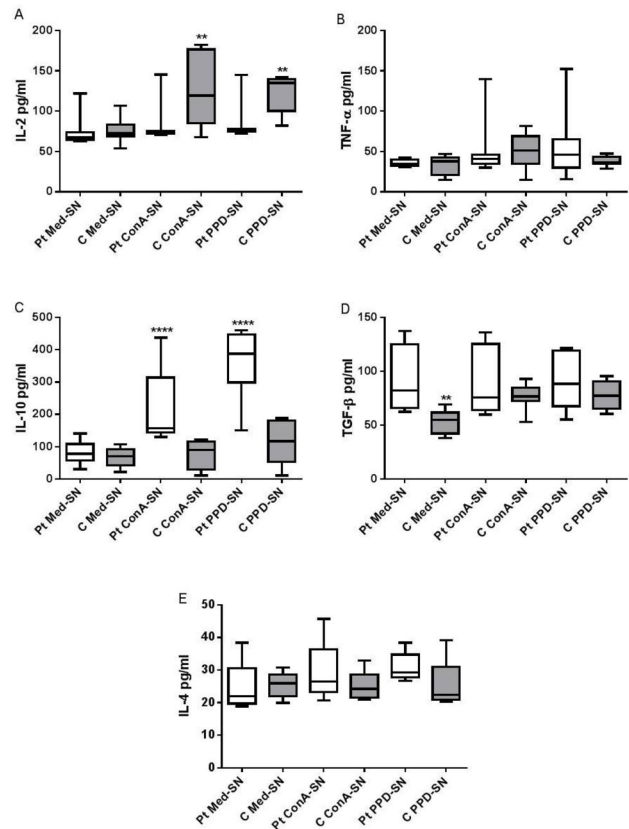 A
IL-2 pg/ml
200
150
100
50
0
**
**
Pt Med-SN
C Med-SN
Pt ConA-SN
C ConA-SN
Pt PPD-SN
C PPD-SN
B
TNF-α pg/ml
200
150
100
50
0
Pt Med-SN
C Med-SN
Pt ConA-SN
C ConA-SN
Pt PPD-SN
C PPD-SN
C
IL-10 pg/ml
500
400
300
200
100
0
****
****
Pt Med-SN
C Med-SN
Pt ConA-SN
C ConA-SN
Pt PPD-SN
C PPD-SN
D
TGF-β pg/ml
150
100
50
0
**
Pt Med-SN
C Med-SN
Pt ConA-SN
C ConA-SN
Pt PPD-SN
C PPD-SN
E
IL-4 pg/ml
50
40
30
20
10
0
Pt Med-SN
C Med-SN
Pt ConA-SN
C ConA-SN
Pt PPD-SN
C PPD-SN